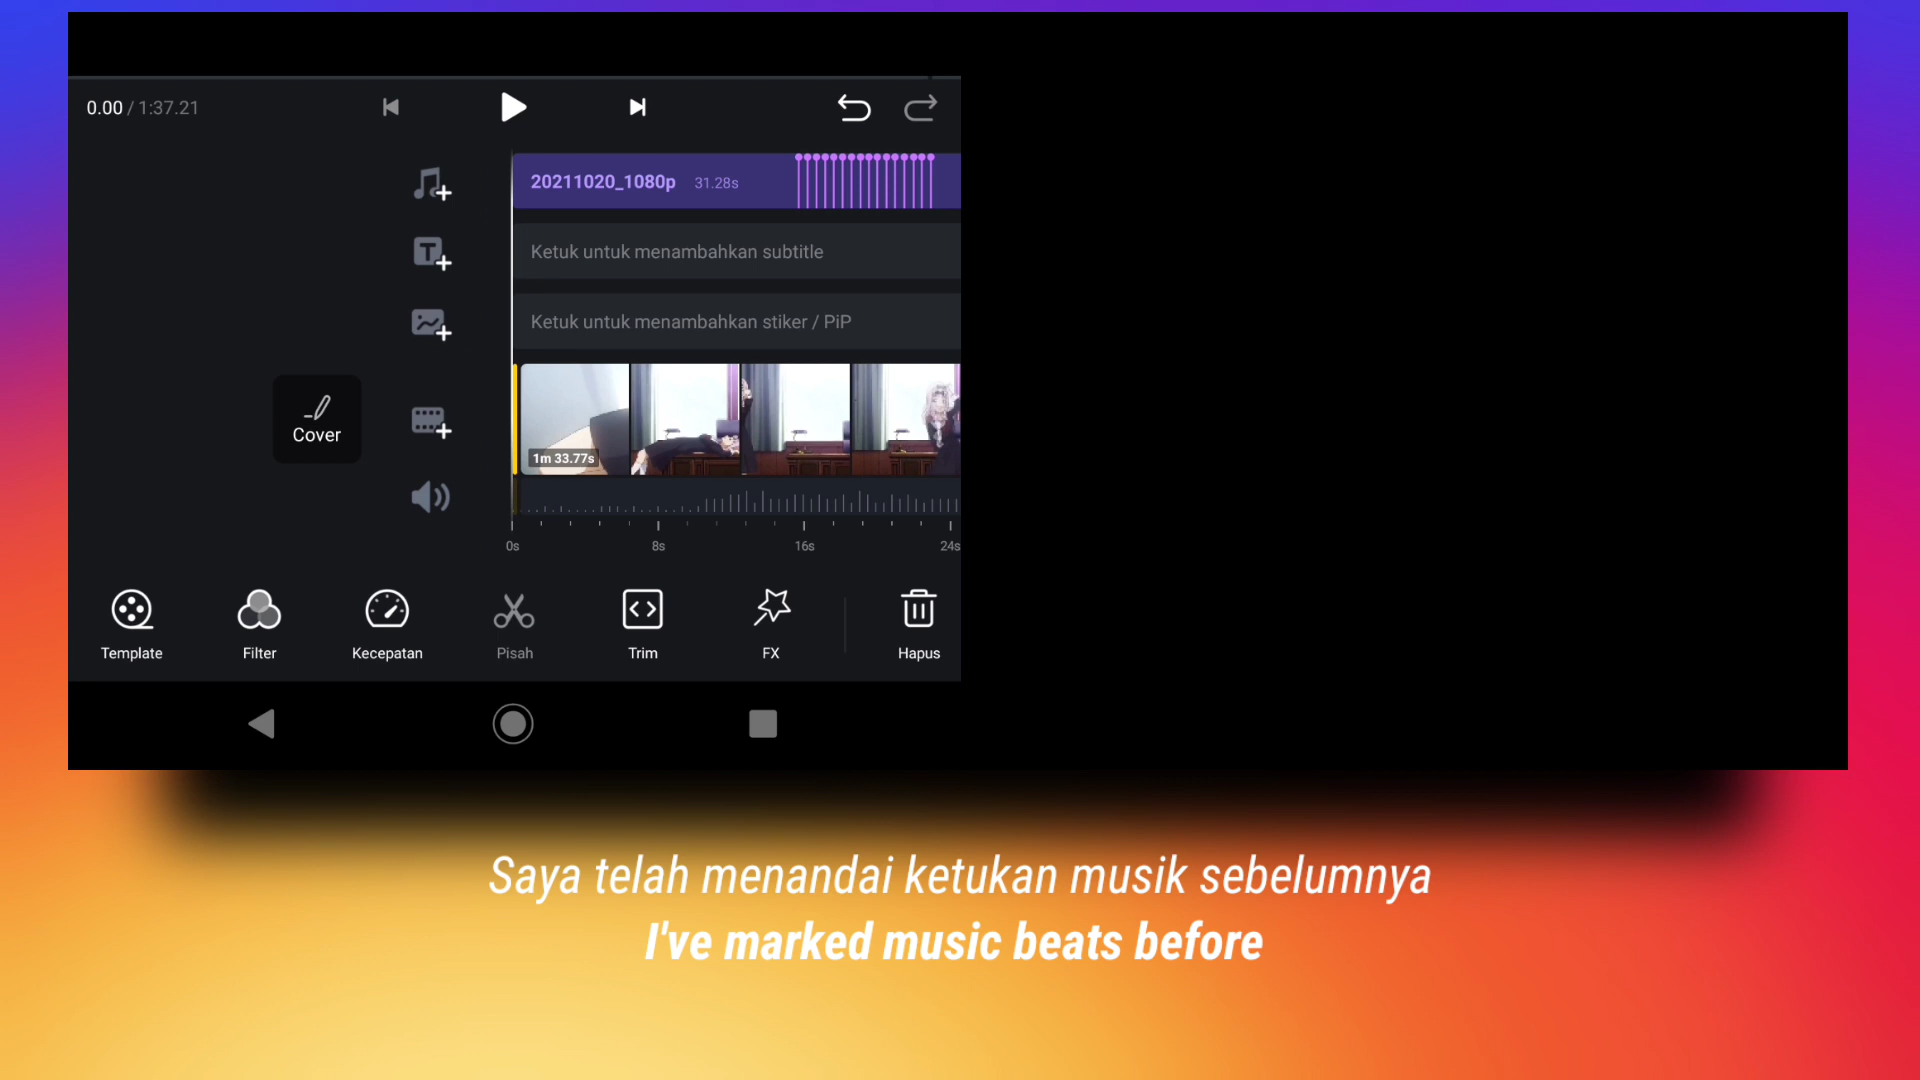 0.00 / 1:37.21
20211020_1080p 31.28s
Ketuk untuk menambahkan subtitle
Ketuk untuk menambahkan stiker / PiP
Cover
1m 33.77s
0s 8s 16s 24s
Template Filter Kecepatan Pisah Trim FX Hapus
Saya telah menandai ketukan musik sebelumnya
I've marked music beats before